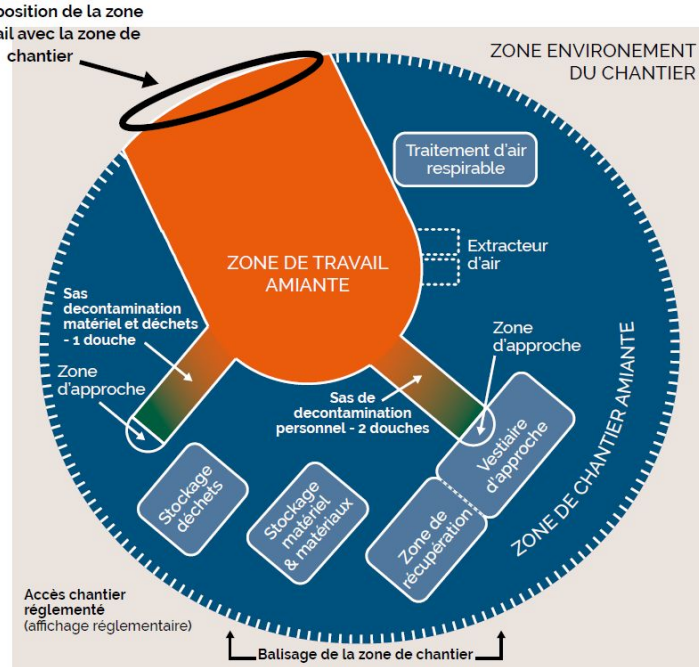 position de la zone
ail avec la zone de
chantier
ZONE ENVIRONEMENT
DU CHANTIER
Traitement d'air
respirable
Extracteur
d'air
ZONE DE TRAVAIL
AMIANTE
Sas
decontamination
matériel et déchets
- 1 douche
Zone
d'approche
Zone
d'approche
Sas de
decontamination
personnel - 2 douches
Vestiaire
d'approche
Zone de
récupération
Stockage
matériel
& matériaux
Stockage
déchets
ZONE DE CHANTIER AMIANTE
Accès chantier
réglementé
(affichage réglementaire)
Balisage de la zone de chantier